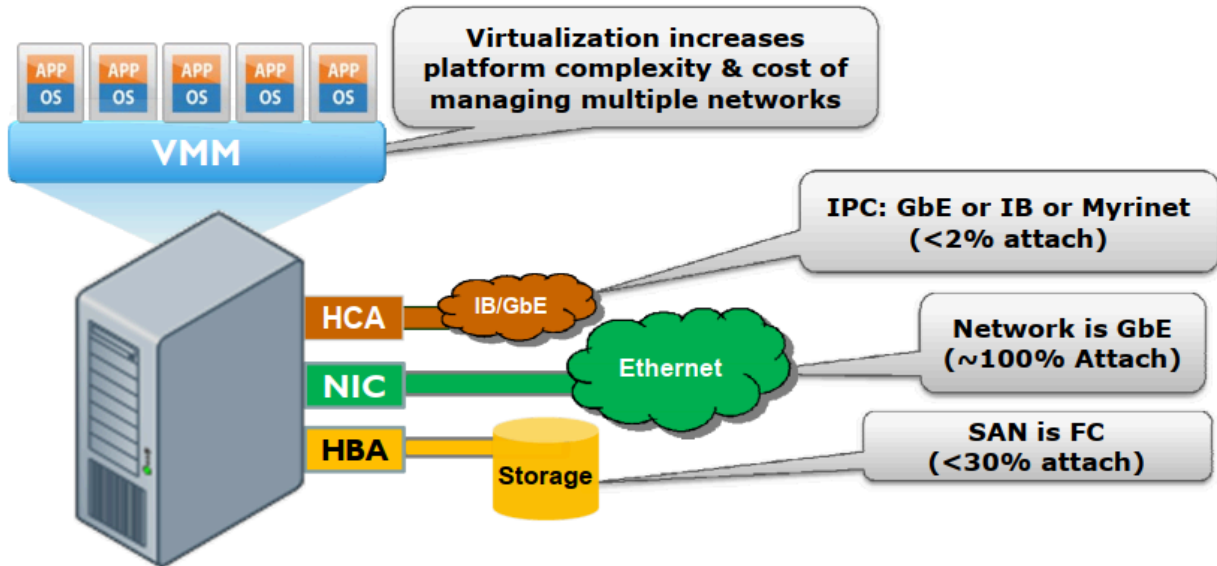 APP APP APP APP APP
OS OS OS OS OS
VMM
Virtualization increases
platform complexity & cost of
managing multiple networks
IPC: GbE or IB or Myrinet
(<2% attach)
HCA
IB/GbE
Network is GbE
(~100% Attach)
NIC
Ethernet
HBA
Storage
SAN is FC
(<30% attach)